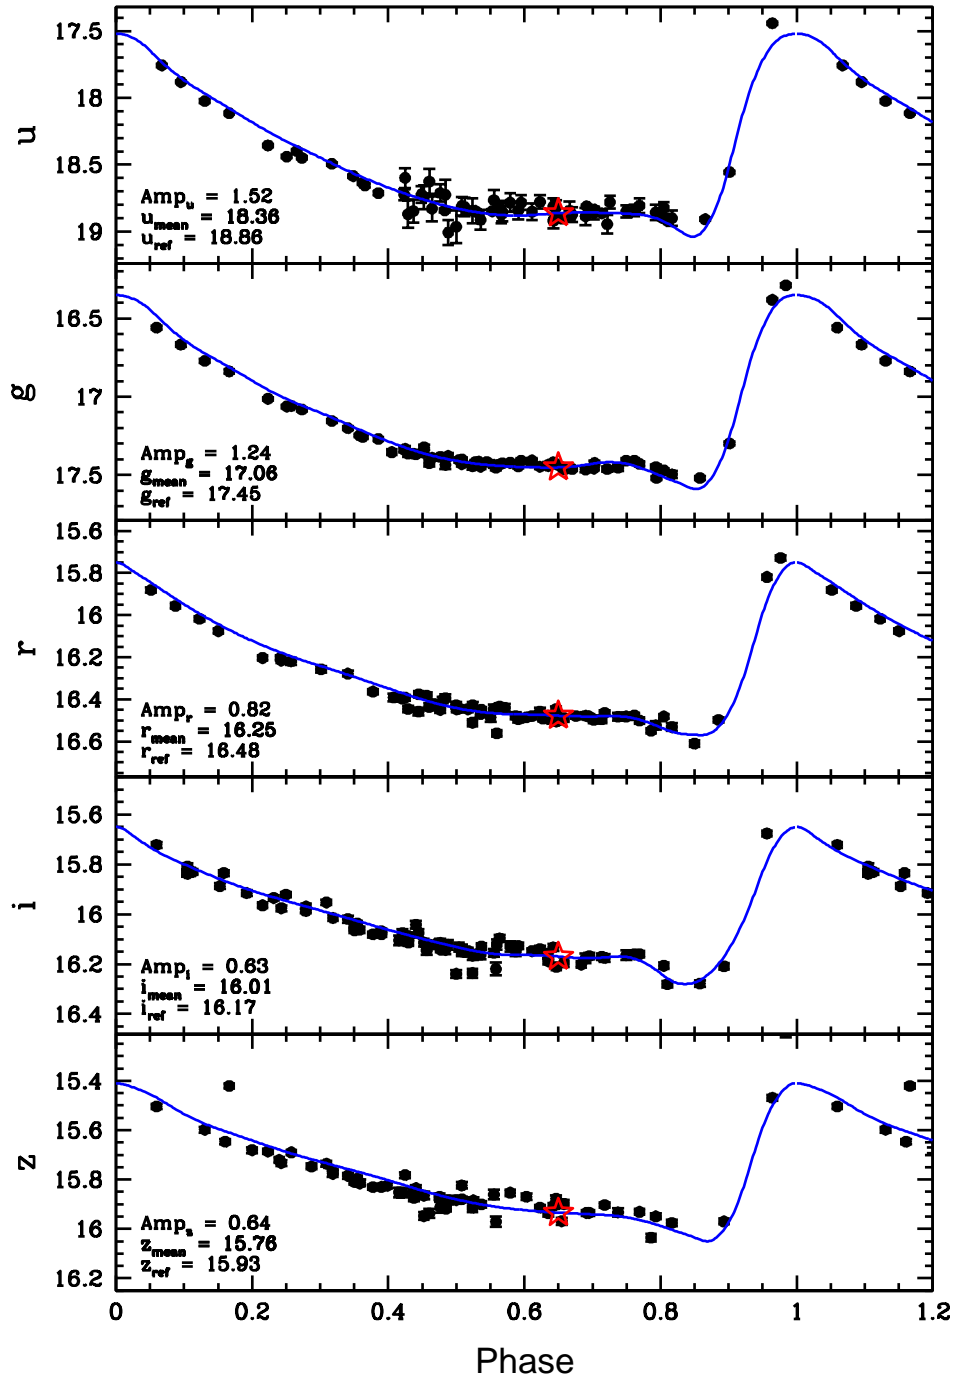 17.5
18
18.5
19
u
Amp_u = 1.52
u_mean = 18.36
u_ref = 18.86
16.5
17
17.5
g
Amp_g = 1.24
g_mean = 17.06
g_ref = 17.45
15.6
15.8
16
16.2
16.4
16.6
r
Amp_r = 0.82
r_mean = 16.25
r_ref = 16.48
15.6
15.8
16
16.2
16.4
i
Amp_i = 0.63
i_mean = 16.01
i_ref = 16.17
15.4
15.6
15.8
16
16.2
z
Amp_z = 0.64
z_mean = 15.76
z_ref = 15.93
0 0.2 0.4 0.6 0.8 1 1.2
Phase